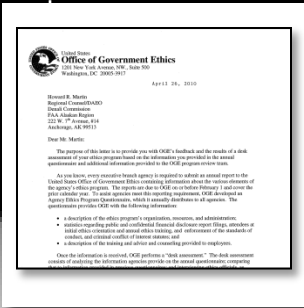 United States
Office of Government Ethics
1201 New York Avenue, NW., Suite 500
Washington, DC 20005-3917
April 26, 2010
Howard R. Martin
Regional Counsel/DAEO
Denali Commission
FAA Alaskan Region
222 W. 7th Avenue, #14
Anchorage, AK 99513
Dear Mr. Martin:
The purpose of this letter is to provide you with OGE's feedback and the results of a desk
assessment of your ethics program based on the information you provided in the annual
questionnaire and additional information provided to the OGE program review team.
As you know, every executive branch agency is required to submit an annual report to the
United States Office of Government Ethics containing information about the various elements of
the agency's ethics program. The reports are due to OGE on or before February 1 and cover the
prior calendar year. To assist agencies meet this reporting requirement, OGE developed an
Agency Ethics Program Questionnaire, which it annually distributes to all agencies. The
questionnaire provides OGE with the following information:
• a description of the ethics program's organization, resources, and administration;
• statistics regarding public and confidential financial disclosure report filings, attendees at
initial ethics orientation and annual ethics training, and enforcement of the standards of
conduct, and criminal conflict of interest statutes; and
• a description of the training and advice and counseling provided to employees.
Once the information is received, OGE performs a "desk assessment." The desk assessment
consists of analyzing the information agencies provide on the annual questionnaire; comparing